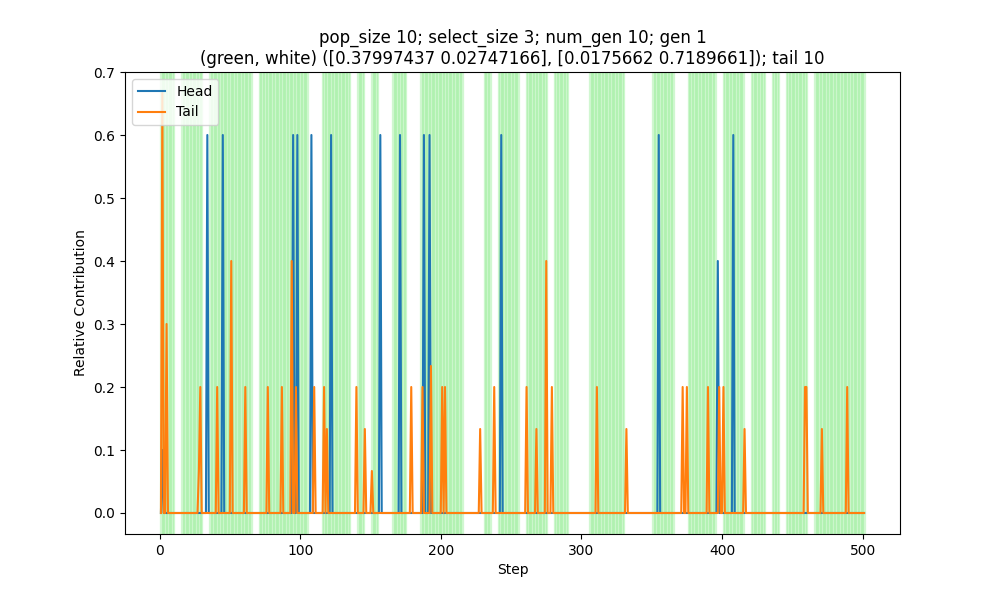 pop_size 10; select_size 3; num_gen 10; gen 1
(green, white) ([0.37997437 0.02747166], [0.0175662 0.7189661]); tail 10
Head
Tail
Relative Contribution
0.7
0.6
0.5
0.4
0.3
0.2
0.1
0.0
0
100
200
300
400
500
Step